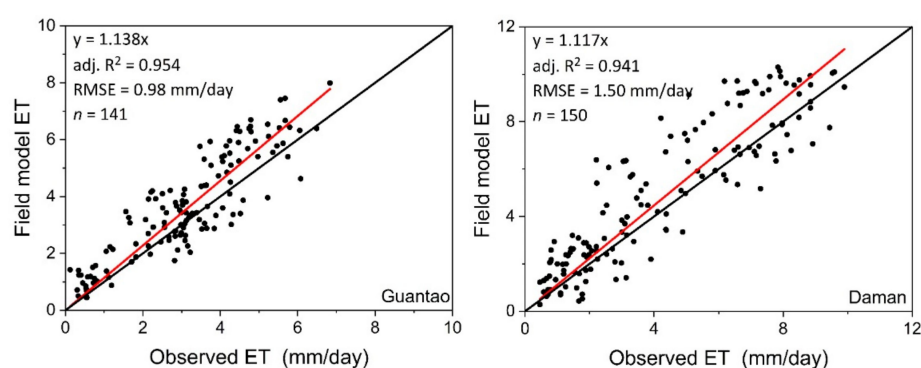 y = 1.138x
adj. R² = 0.954
RMSE = 0.98 mm/day
n = 141
10
8
6
4
2
0
Field model ET
Guantao
0 2 4 6 8 10
Observed ET (mm/day)
y = 1.117x
adj. R² = 0.941
RMSE = 1.50 mm/day
n = 150
12
8
4
0
Field model ET
Daman
0 4 8 12
Observed ET (mm/day)